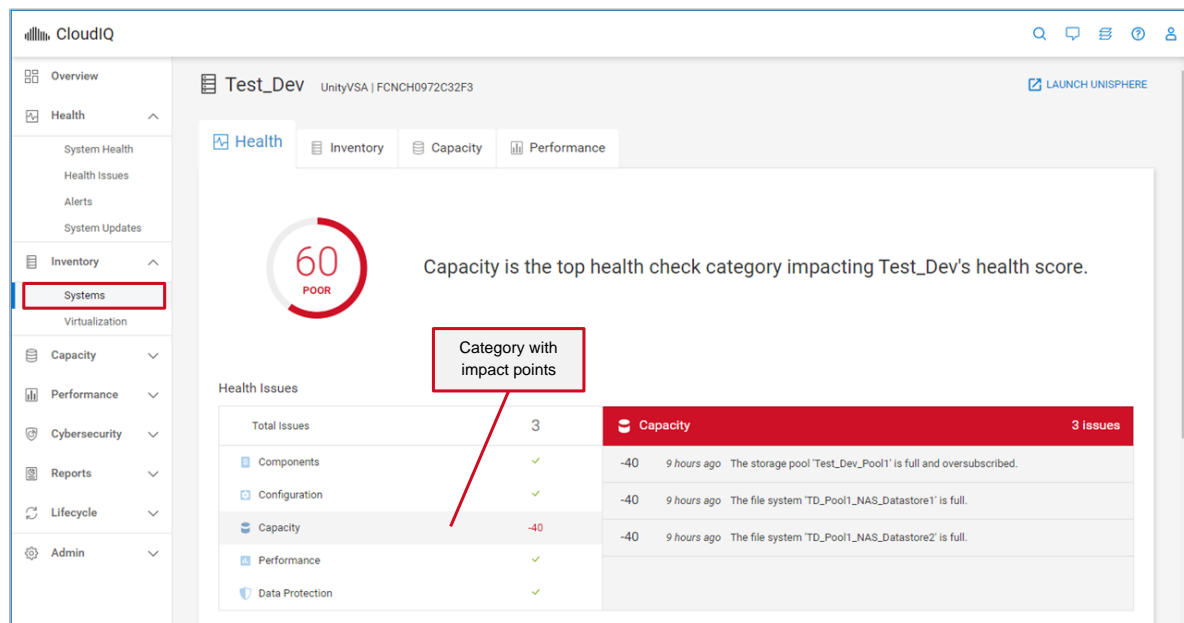 CloudIQ
Overview
Health
System Health
Health Issues
Alerts
System Updates
Inventory
Systems
Virtualization
Capacity
Performance
Cybersecurity
Reports
Lifecycle
Admin
Test_Dev UnityVSA | FCNCH0972C32F3
LAUNCH UNISPHERE
Health Inventory Capacity Performance
60
POOR
Capacity is the top health check category impacting Test_Dev's health score.
Category with
impact points
Health Issues
Total Issues 3
Components
Configuration
Capacity -40
Performance
Data Protection
Capacity 3 issues
-40 9 hours ago The storage pool 'Test_Dev_Pool1' is full and oversubscribed.
-40 9 hours ago The file system 'TD_Pool1_NAS_Datastore1' is full.
-40 9 hours ago The file system 'TD_Pool1_NAS_Datastore2' is full.